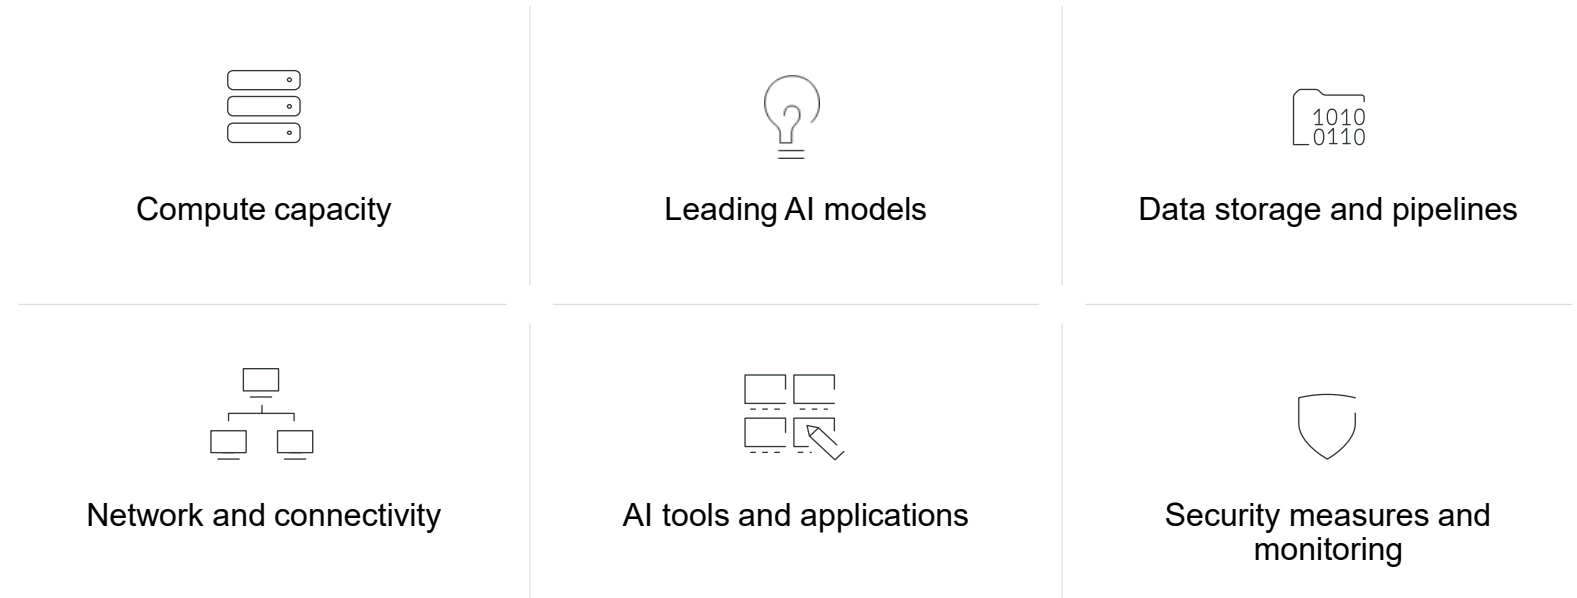 Compute capacity
Leading AI models
1010
0110
Data storage and pipelines
Network and connectivity
AI tools and applications
Security measures and
monitoring